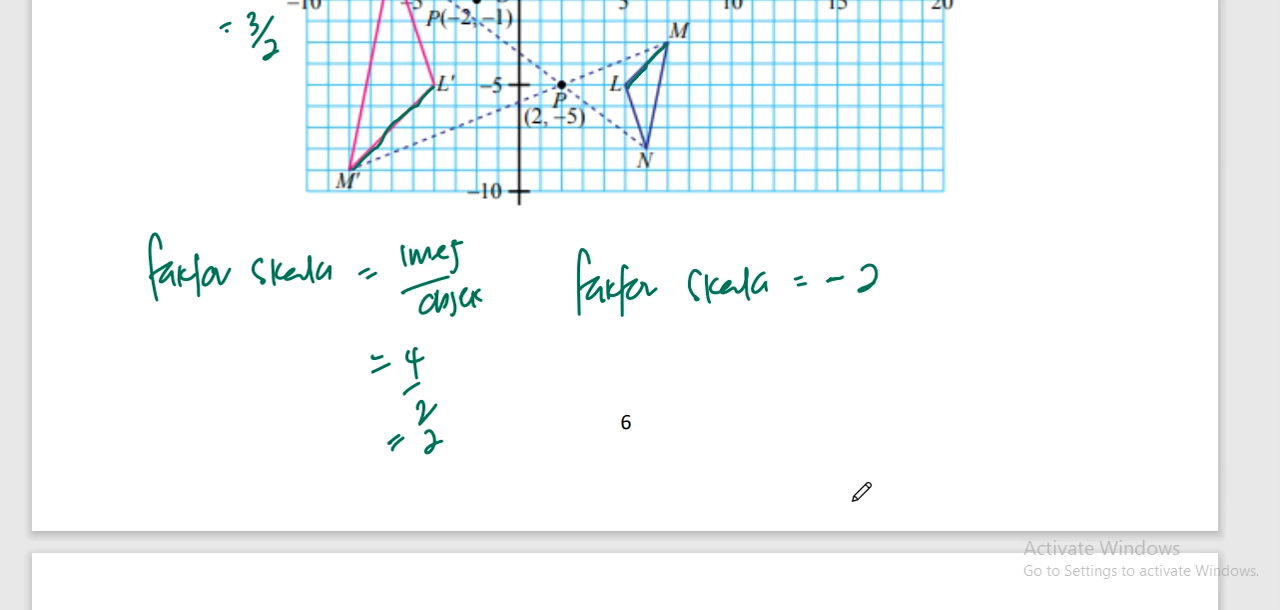 -10 -5 5 10 15 20
= 3/2
P(-2, -1)
M
L' -5 L
P
(2, -5)
N
M'
-10
faktor skala = imej / objek
faktor skala = -2
= 4/2
= 2
6
Activate Windows
Go to Settings to activate Windows.